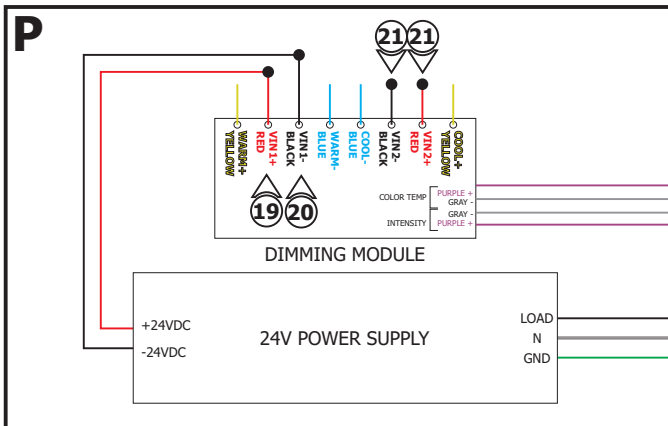 P
21 21
WARM+
YELLOW
VIN1+
RED
VIN1-
BLACK
WARM-
BLUE
COOL-
BLUE
VIN2-
BLACK
VIN2+
RED
COOL+
YELLOW
19 20
COLOR TEMP
PURPLE +
GRAY -
INTENSITY
GRAY -
PURPLE +
DIMMING MODULE
+24VDC
-24VDC
24V POWER SUPPLY
LOAD
N
GND